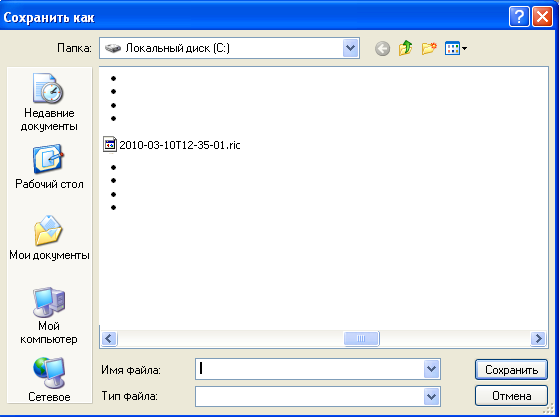 Сохранить как
Папка:
Локальный диск (C:)
Недавние
документы
Рабочий стол
Мои документы
Мой
компьютер
Сетевое
2010-03-10T12-35-01.ric
Имя файла:
Сохранить
Тип файла:
Отмена